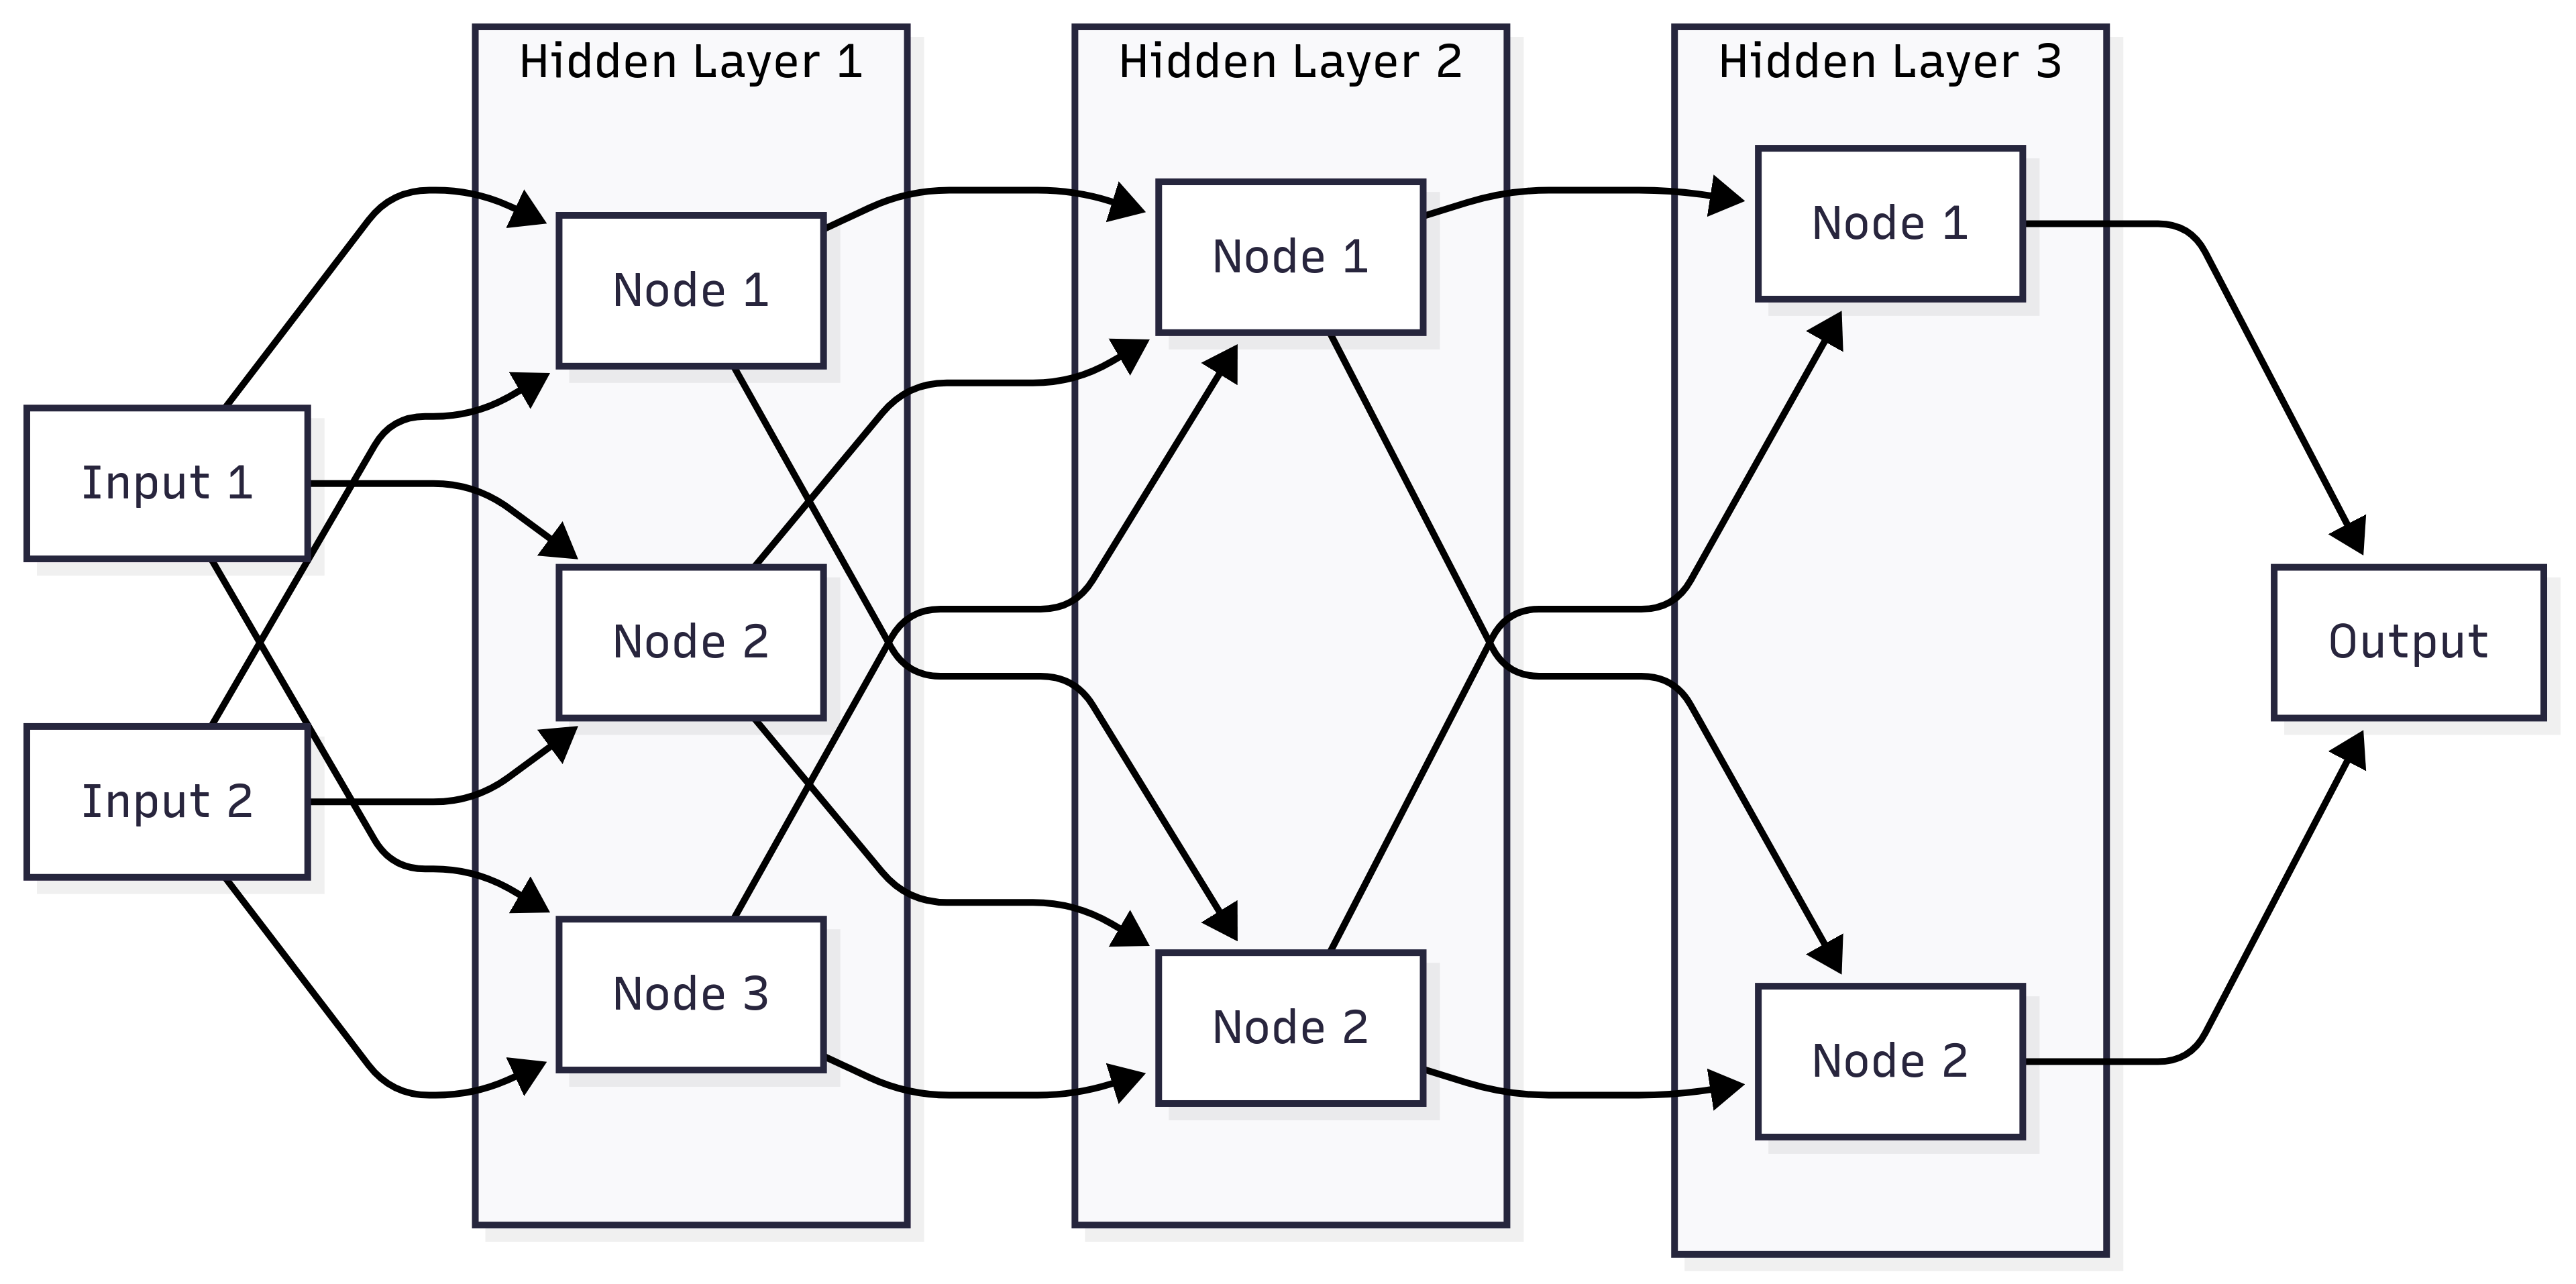 Hidden Layer 1
Hidden Layer 2
Hidden Layer 3
Input 1
Input 2
Node 1
Node 2
Node 3
Node 1
Node 2
Node 1
Node 2
Output